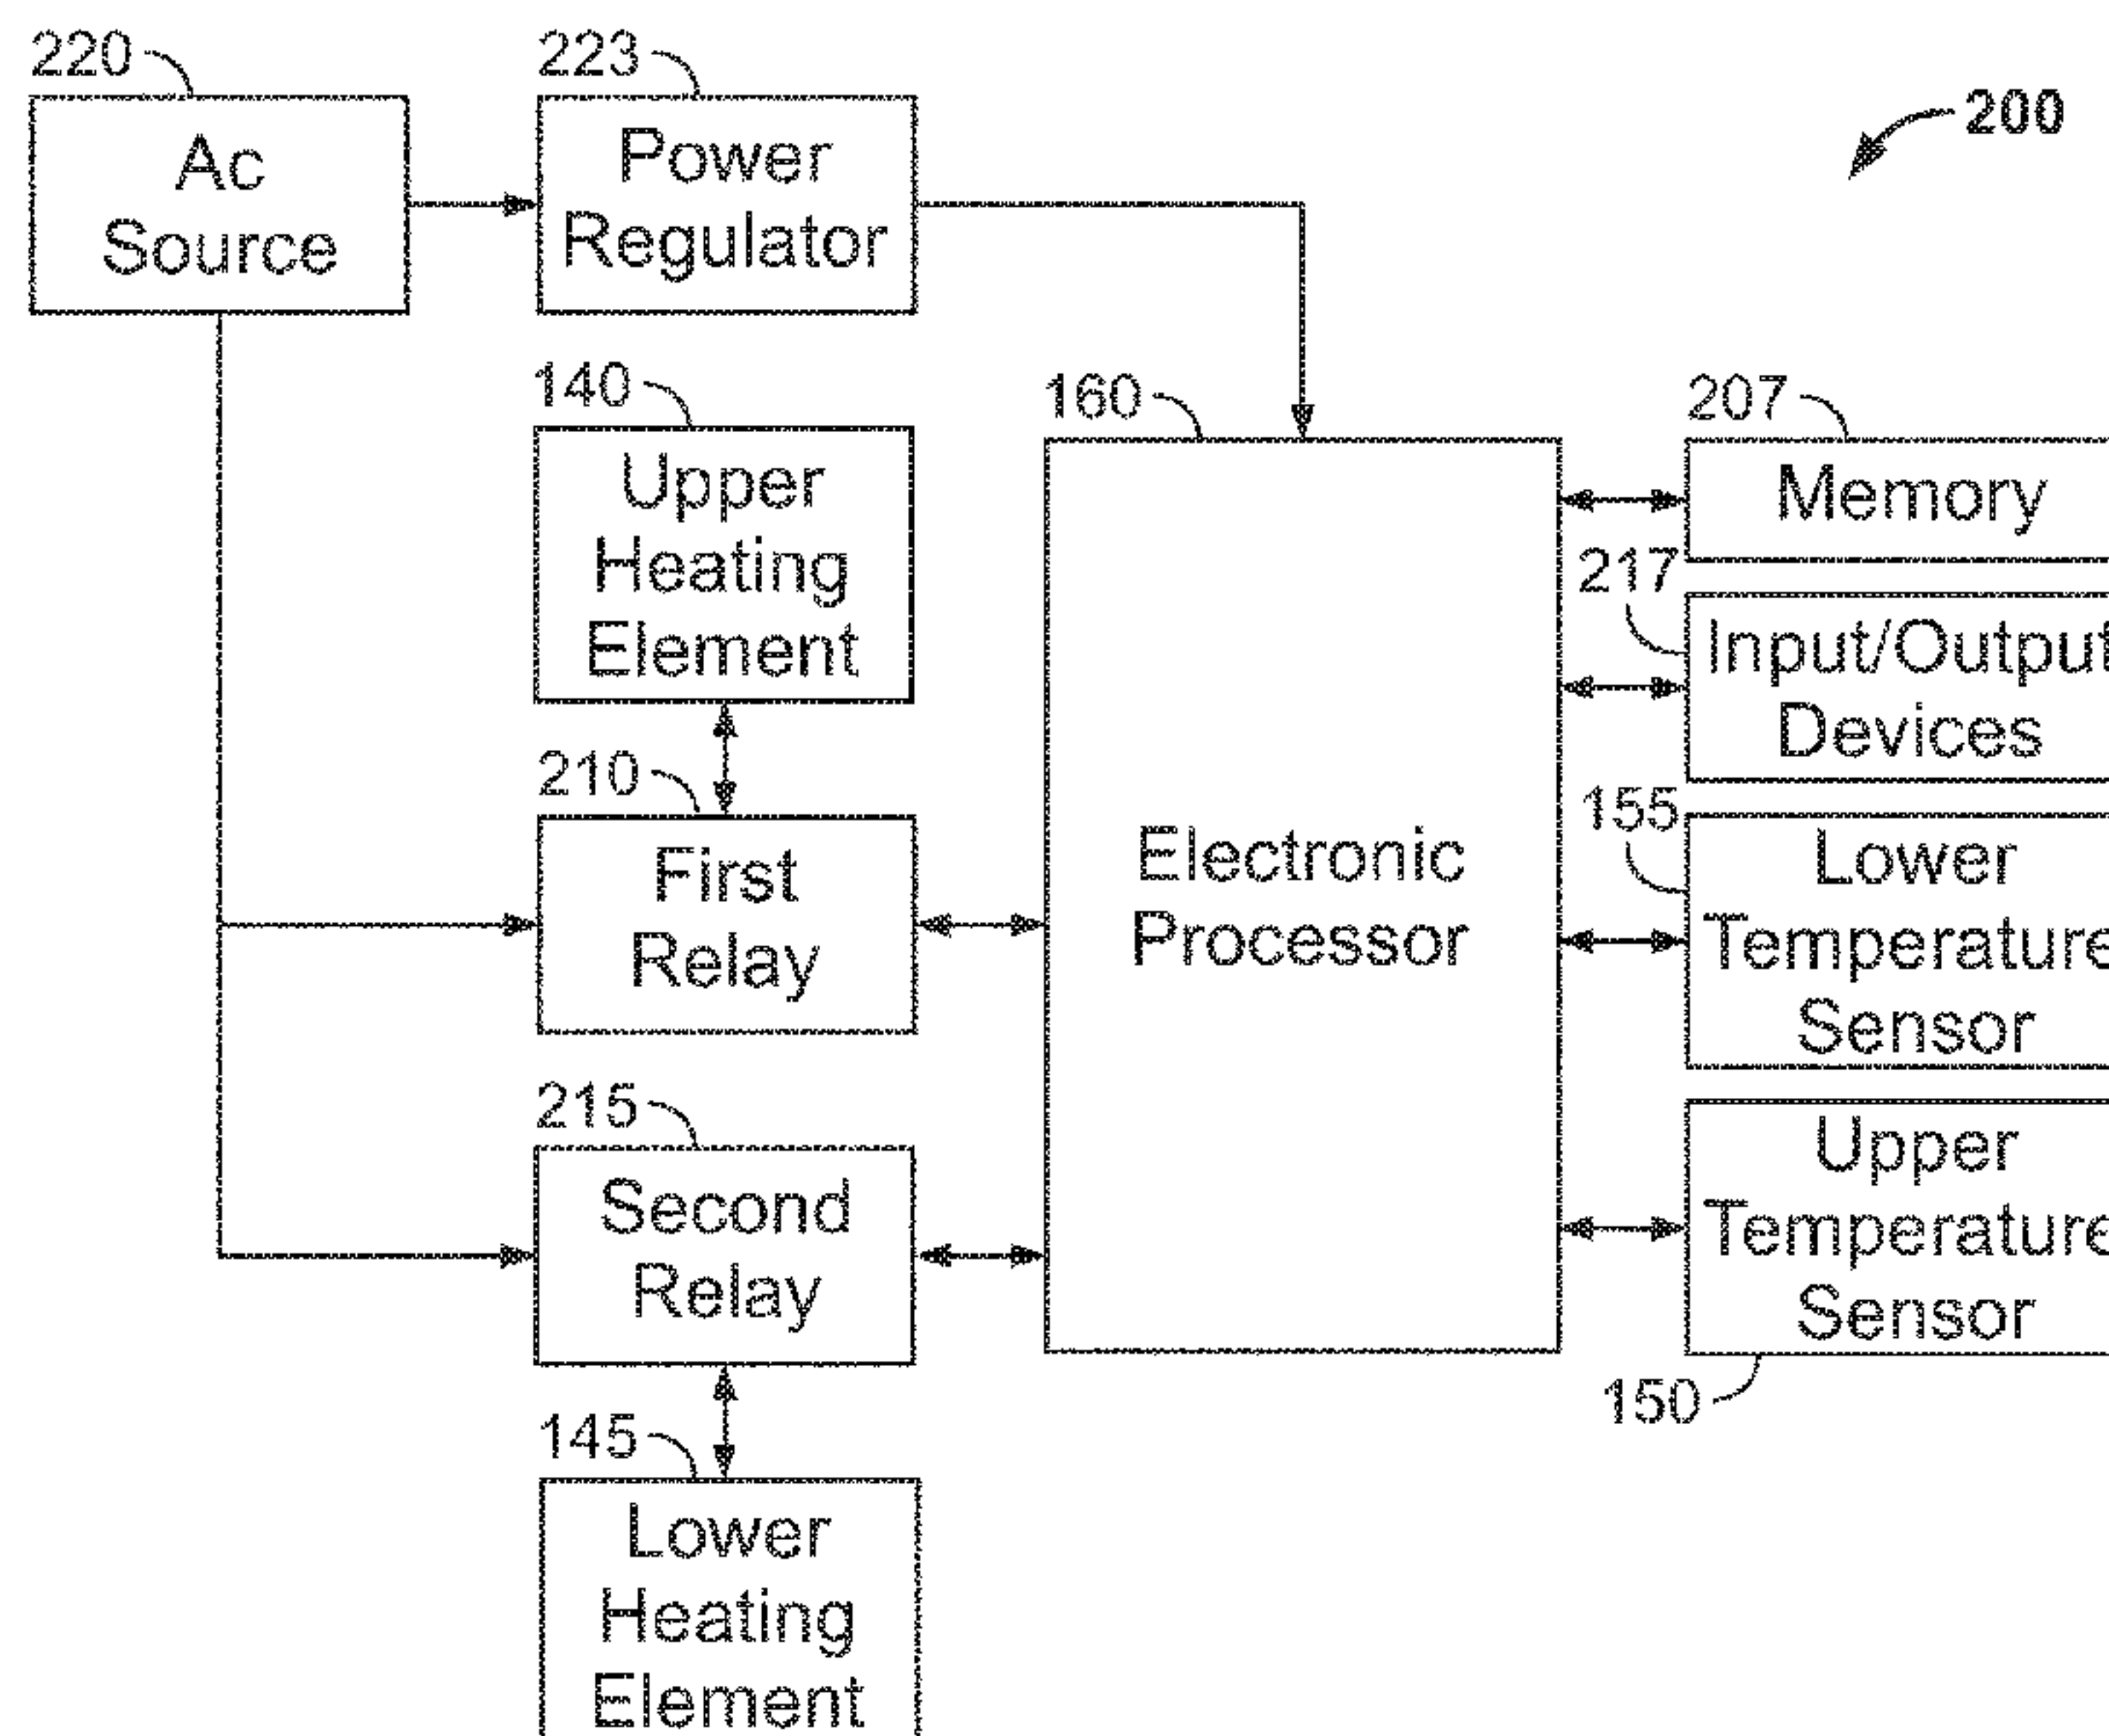 220
Ac
Source
223
Power
Regulator
200
140
Upper
Heating
Element
160
Electronic
Processor
207
Memory
217
Input/Output
Devices
210
First
Relay
155
Lower
Temperature
Sensor
215
Second
Relay
Upper
Temperature
Sensor
150
145
Lower
Heating
Element